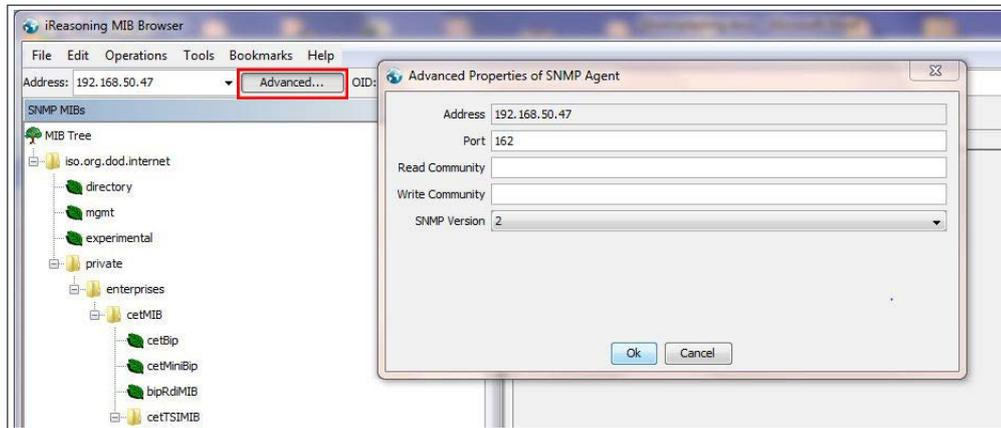 iReasoning MIB Browser
File Edit Operations Tools Bookmarks Help
Address: 192.168.50.47 Advanced... OID:
SNMP MIBs
MIB Tree
iso.org.dod.internet
directory
mgmt
experimental
private
enterprises
cetMIB
cetBip
cetMiniBip
bipRdiMIB
cetTSIMIB
Advanced Properties of SNMP Agent
Address 192.168.50.47
Port 162
Read Community
Write Community
SNMP Version 2
Ok Cancel